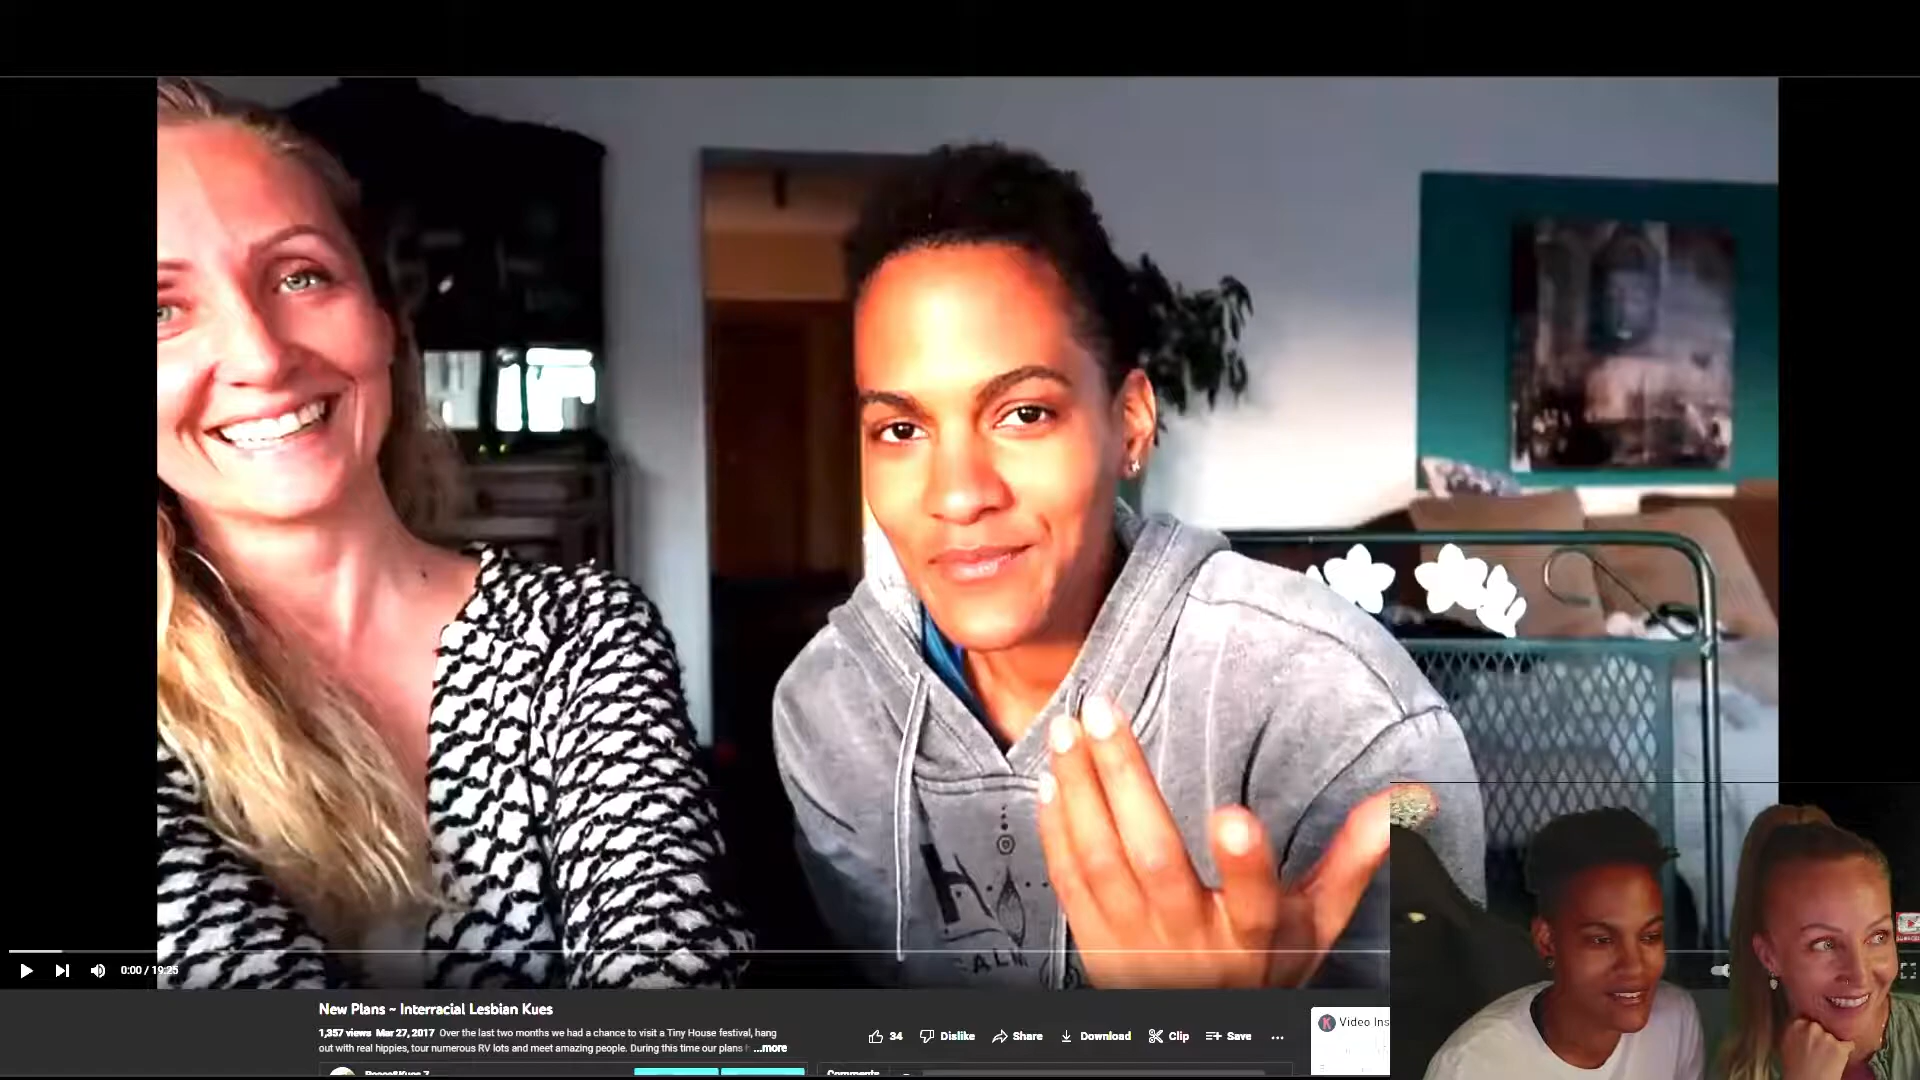 H
CALM
0:00 / 19:25
New Plans ~ Interracial Lesbian Kues
1,357 views Mar 27, 2017 Over the last two months we had a chance to visit a Tiny House festival, hang
out with real hippies, tour numerous RV lots and meet amazing people. During this time our plans
...more
34
Dislike
Share
Download
Clip
Save
...
K Video Ins
Comments